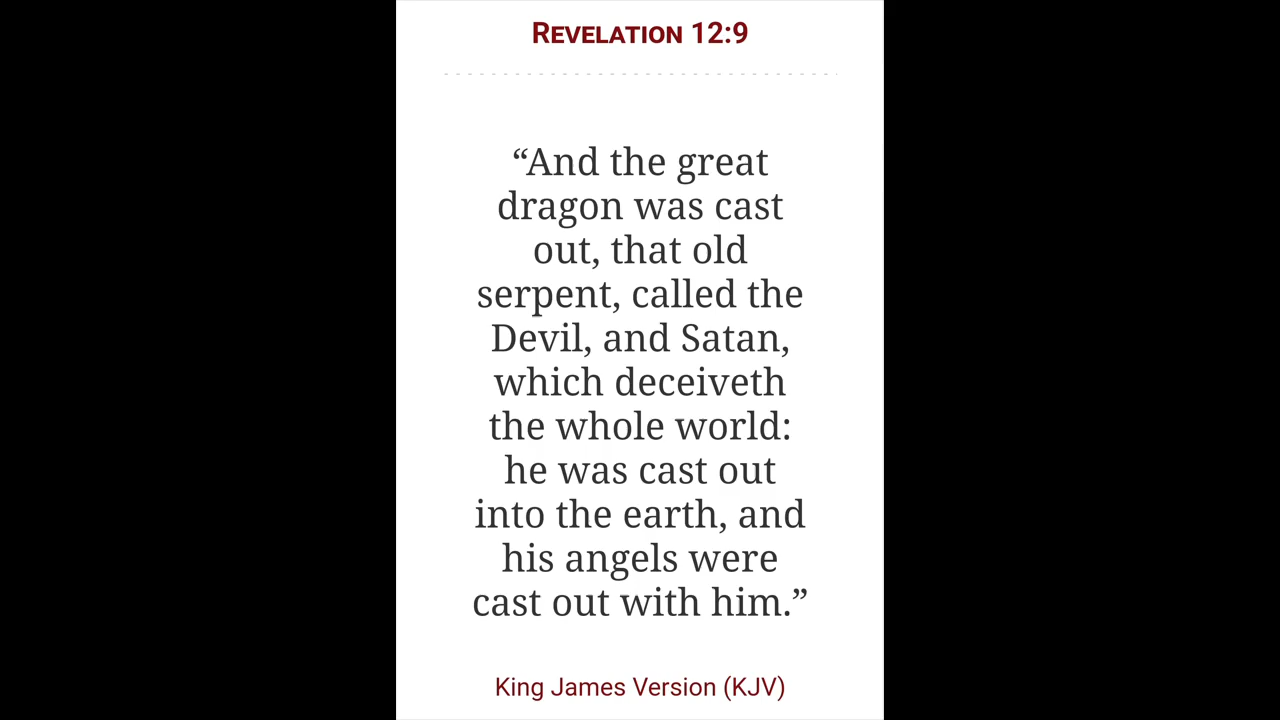 Revelation 12:9
“And the great
dragon was cast
out, that old
serpent, called the
Devil, and Satan,
which deceiveth
the whole world:
he was cast out
into the earth, and
his angels were
cast out with him.”
King James Version (KJV)